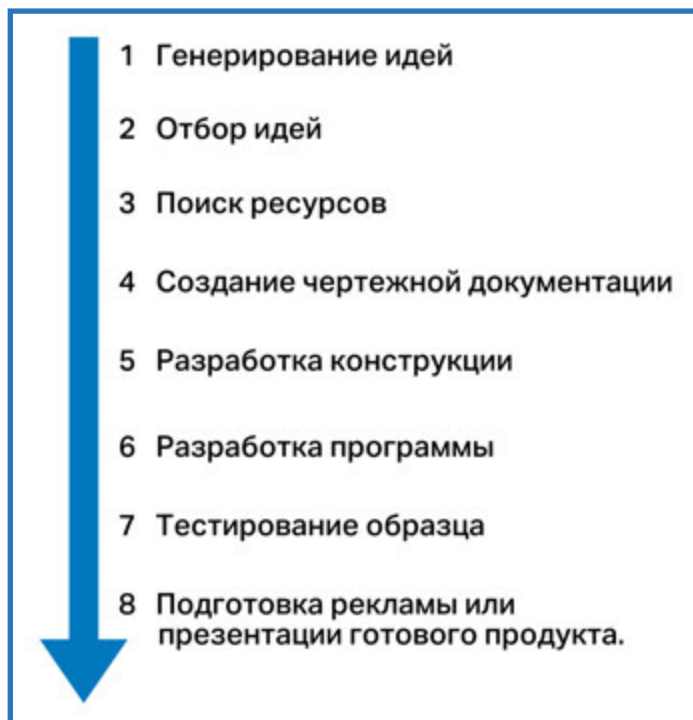 1 Генерирование идей
2 Отбор идей
3 Поиск ресурсов
4 Создание чертежной документации
5 Разработка конструкции
6 Разработка программы
7 Тестирование образца
8 Подготовка рекламы или
презентации готового продукта.